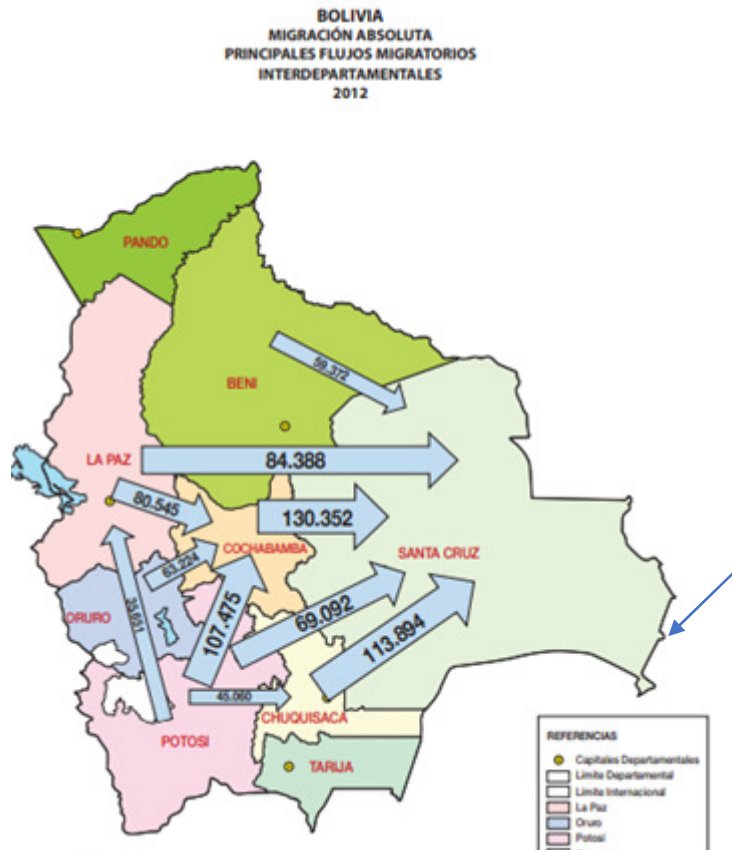 BOLIVIA
MIGRACIÓN ABSOLUTA
PRINCIPALES FLUJOS MIGRATORIOS
INTERDEPARTAMENTALES
2012
PANDO
59.372
BENI
LA PAZ
84.388
80.545
130.352
COCHABAMBA
SANTA CRUZ
63.224
107.475
69.092
113.894
ORURO
45.060
CHUQUISACA
POTOSI
TARIJA
REFERENCIAS
Capitales Departamentales
Límite Departamental
Límite Internacional
La Paz
Oruro
Potosí